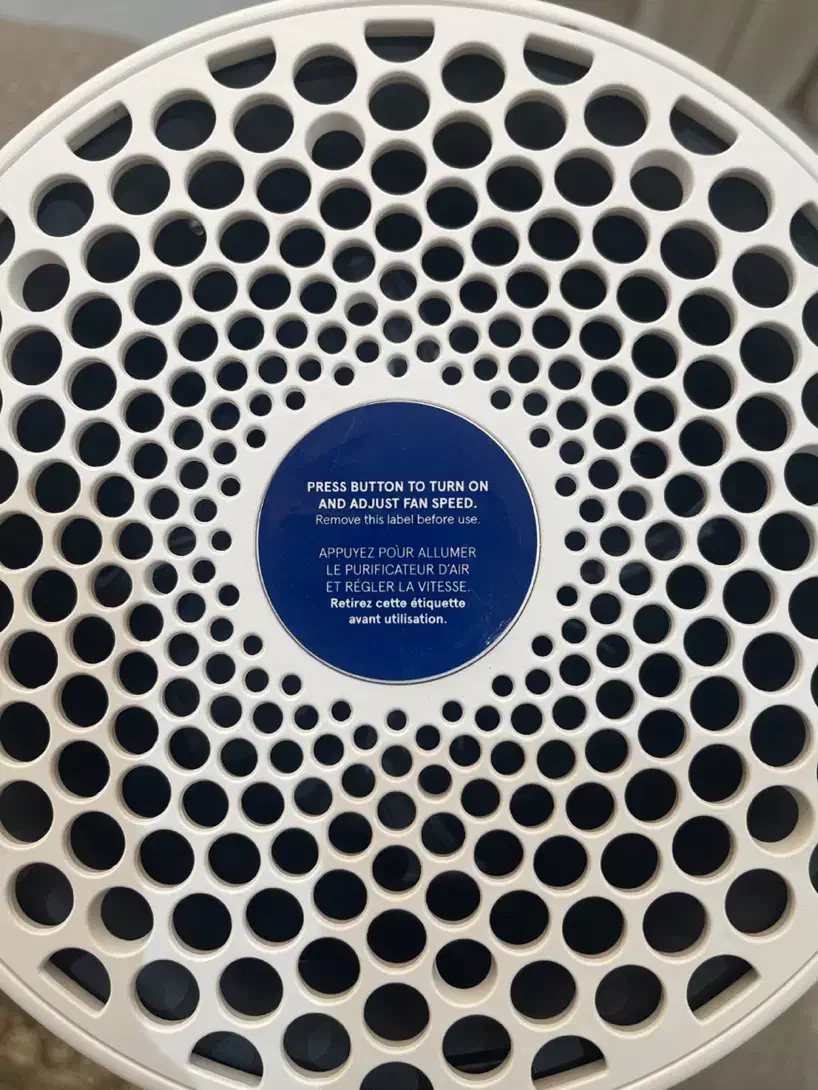 PRESS BUTTON TO TURN ON
AND ADJUST FAN SPEED.
Remove this label before use.
APPUYEZ POUR ALLUMER
LE PURIFICATEUR D'AIR
ET RÉGLER LA VITESSE.
Retirez cette étiquette
avant utilisation.